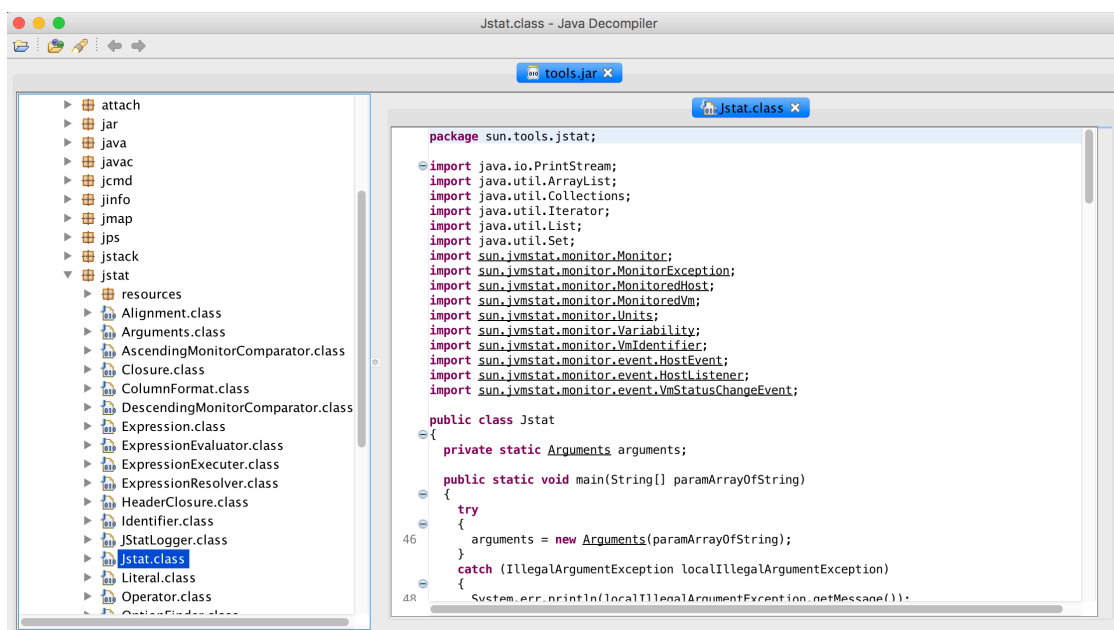 Jstat.class - Java Decompiler
tools.jar
attach
jar
java
javac
jcmd
jinfo
jmap
jps
jstack
jstat
resources
Alignment.class
Arguments.class
AscendingMonitorComparator.class
Closure.class
ColumnFormat.class
DescendingMonitorComparator.class
Expression.class
ExpressionEvaluator.class
ExpressionExecuter.class
ExpressionResolver.class
HeaderClosure.class
Identifier.class
JStatLogger.class
Jstat.class
Literal.class
Operator.class
OptionFinder.class
Jstat.class
package sun.tools.jstat;
import java.io.PrintStream;
import java.util.ArrayList;
import java.util.Collections;
import java.util.Iterator;
import java.util.List;
import java.util.Set;
import sun.jvmstat.monitor.Monitor;
import sun.jvmstat.monitor.MonitorException;
import sun.jvmstat.monitor.MonitoredHost;
import sun.jvmstat.monitor.MonitoredVm;
import sun.jvmstat.monitor.Units;
import sun.jvmstat.monitor.Variability;
import sun.jvmstat.monitor.VmIdentifier;
import sun.jvmstat.monitor.event.HostEvent;
import sun.jvmstat.monitor.event.HostListener;
import sun.jvmstat.monitor.event.VmStatusChangeEvent;
public class Jstat
{
private static Arguments arguments;
public static void main(String[] paramArrayOfString)
{
try
{
46 arguments = new Arguments(paramArrayOfString);
}
catch (IllegalArgumentException localIllegalArgumentException)
{
48 System.err.println(localIllegalArgumentException.getMessage());